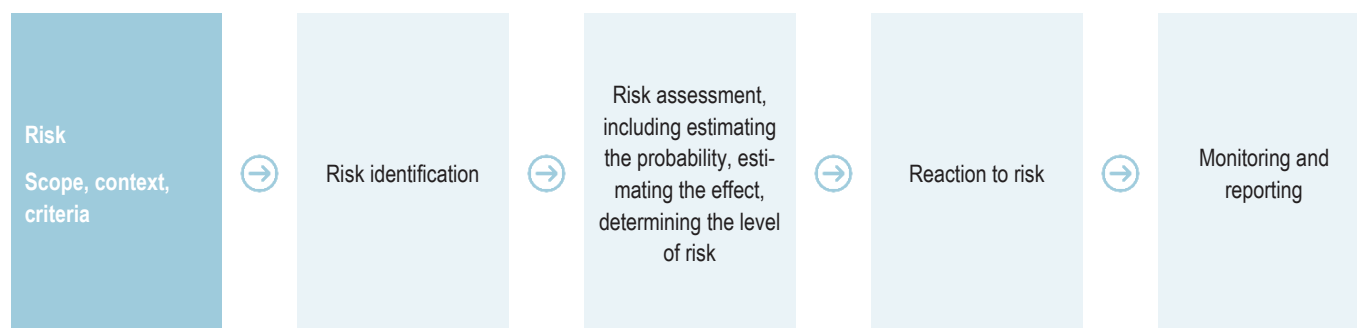 Risk
Scope, context,
criteria
Risk identification
Risk assessment,
including estimating
the probability, esti-
mating the effect,
determining the level
of risk
Reaction to risk
Monitoring and
reporting